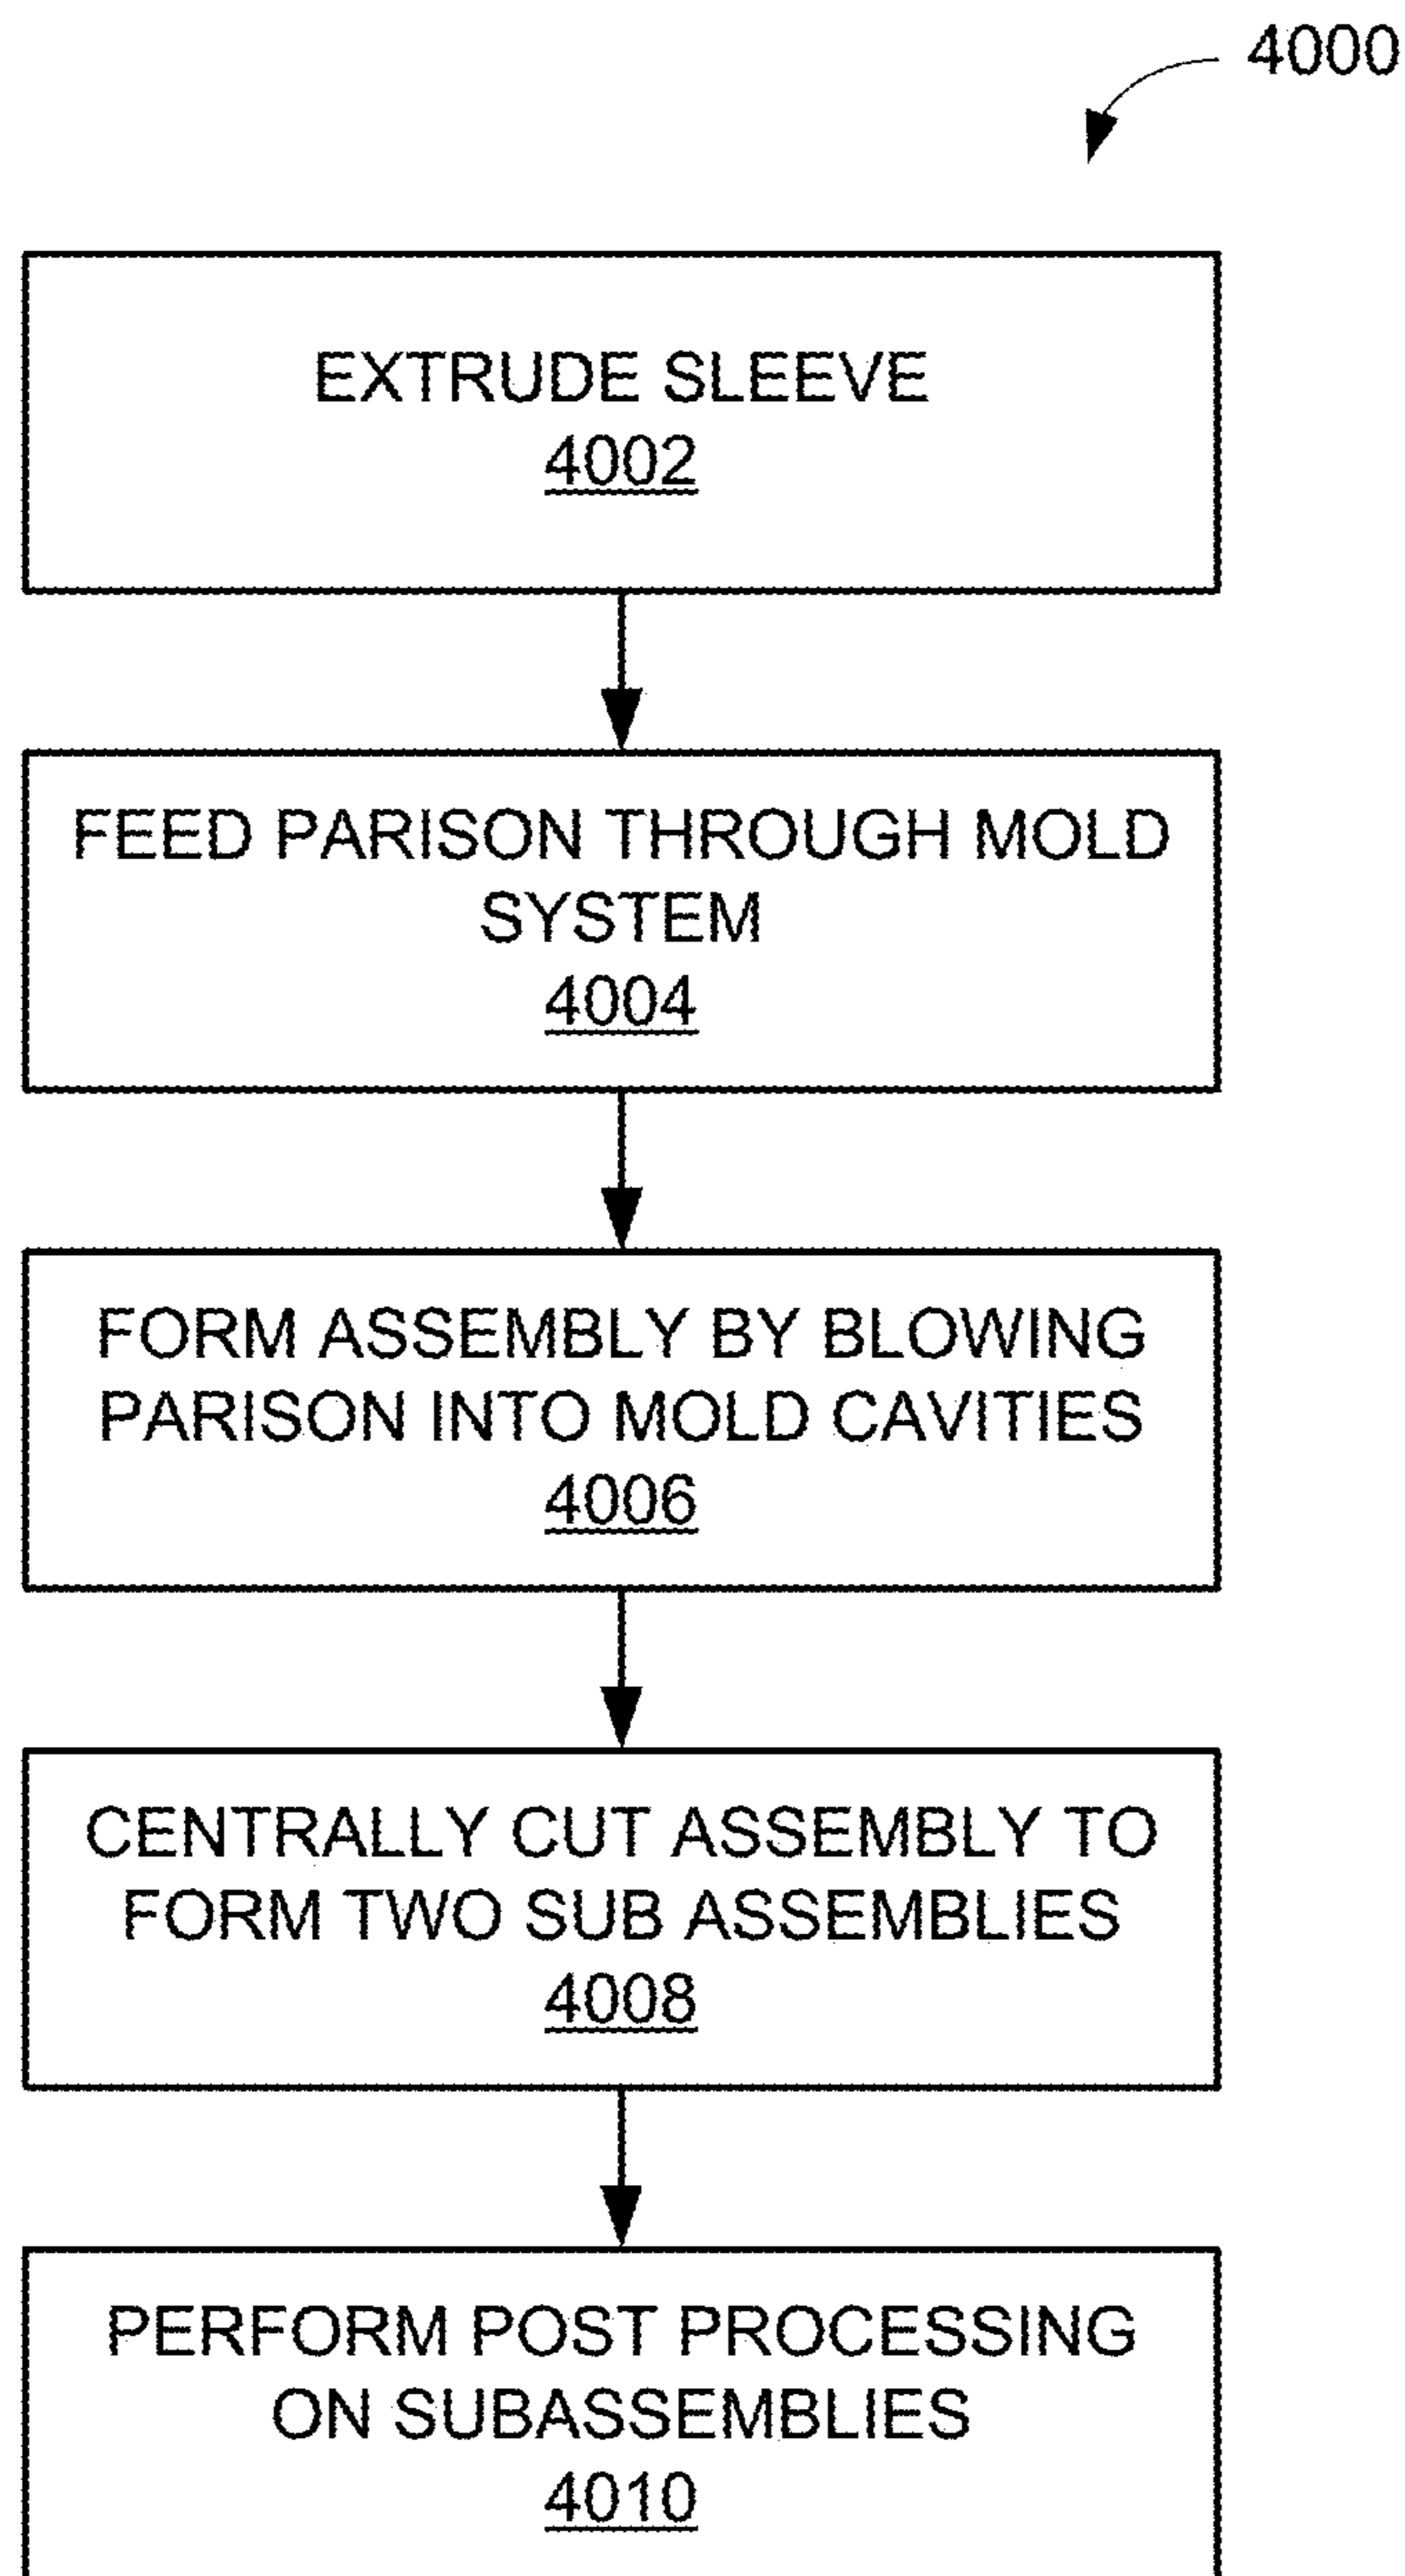 4000
EXTRUDE SLEEVE
4002
FEED PARISON THROUGH MOLD
SYSTEM
4004
FORM ASSEMBLY BY BLOWING
PARISON INTO MOLD CAVITIES
4006
CENTRALLY CUT ASSEMBLY TO
FORM TWO SUB ASSEMBLIES
4008
PERFORM POST PROCESSING
ON SUBASSEMBLIES
4010